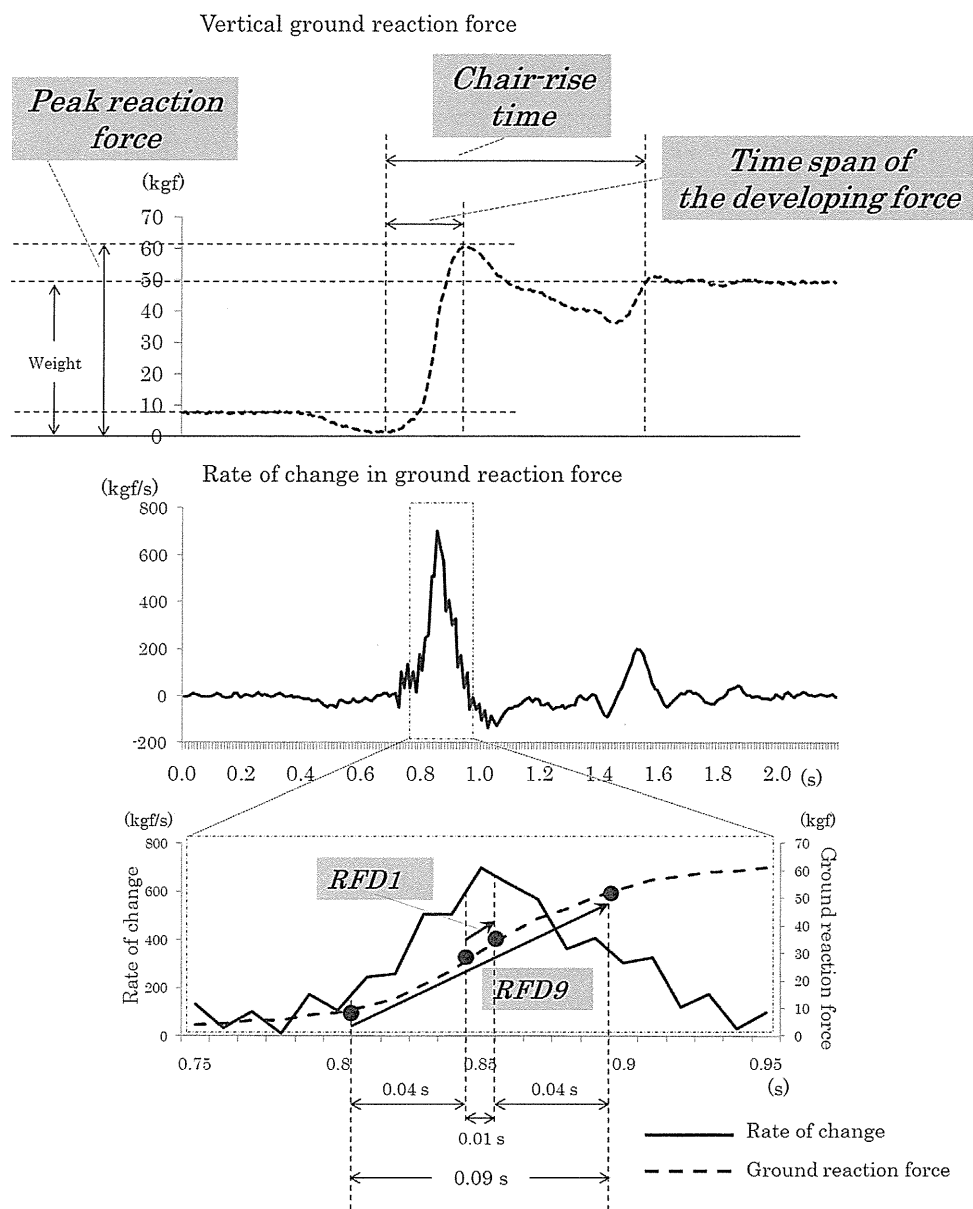 Vertical ground reaction force
Peak reaction
force
Chair-rise
time
Time span of
the developing force
(kgf)
70
60
50
40
30
20
10
0
Weight
Rate of change in ground reaction force
(kgf/s)
800
600
400
200
0
-200
0.0 0.2 0.4 0.6 0.8 1.0 1.2 1.4 1.6 1.8 2.0 (s)
(kgf/s)
(kgf)
800
600
400
200
0
Rate of change
RFD1
RFD9
70
60
50
40
30
20
10
0
Ground reaction
force
0.75 0.8 0.85 0.9 0.95
(s)
0.04 s
0.04 s
0.01 s
0.09 s
Rate of change
Ground reaction force